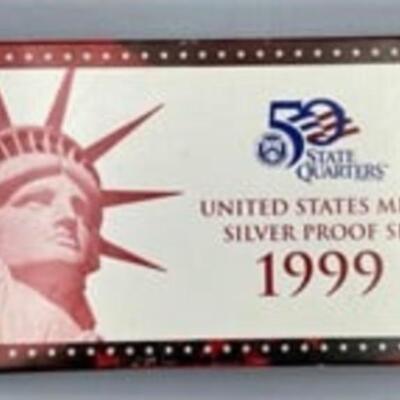 50
STATE
QUARTERS
UNITED STATES M
SILVER PROOF S
1999